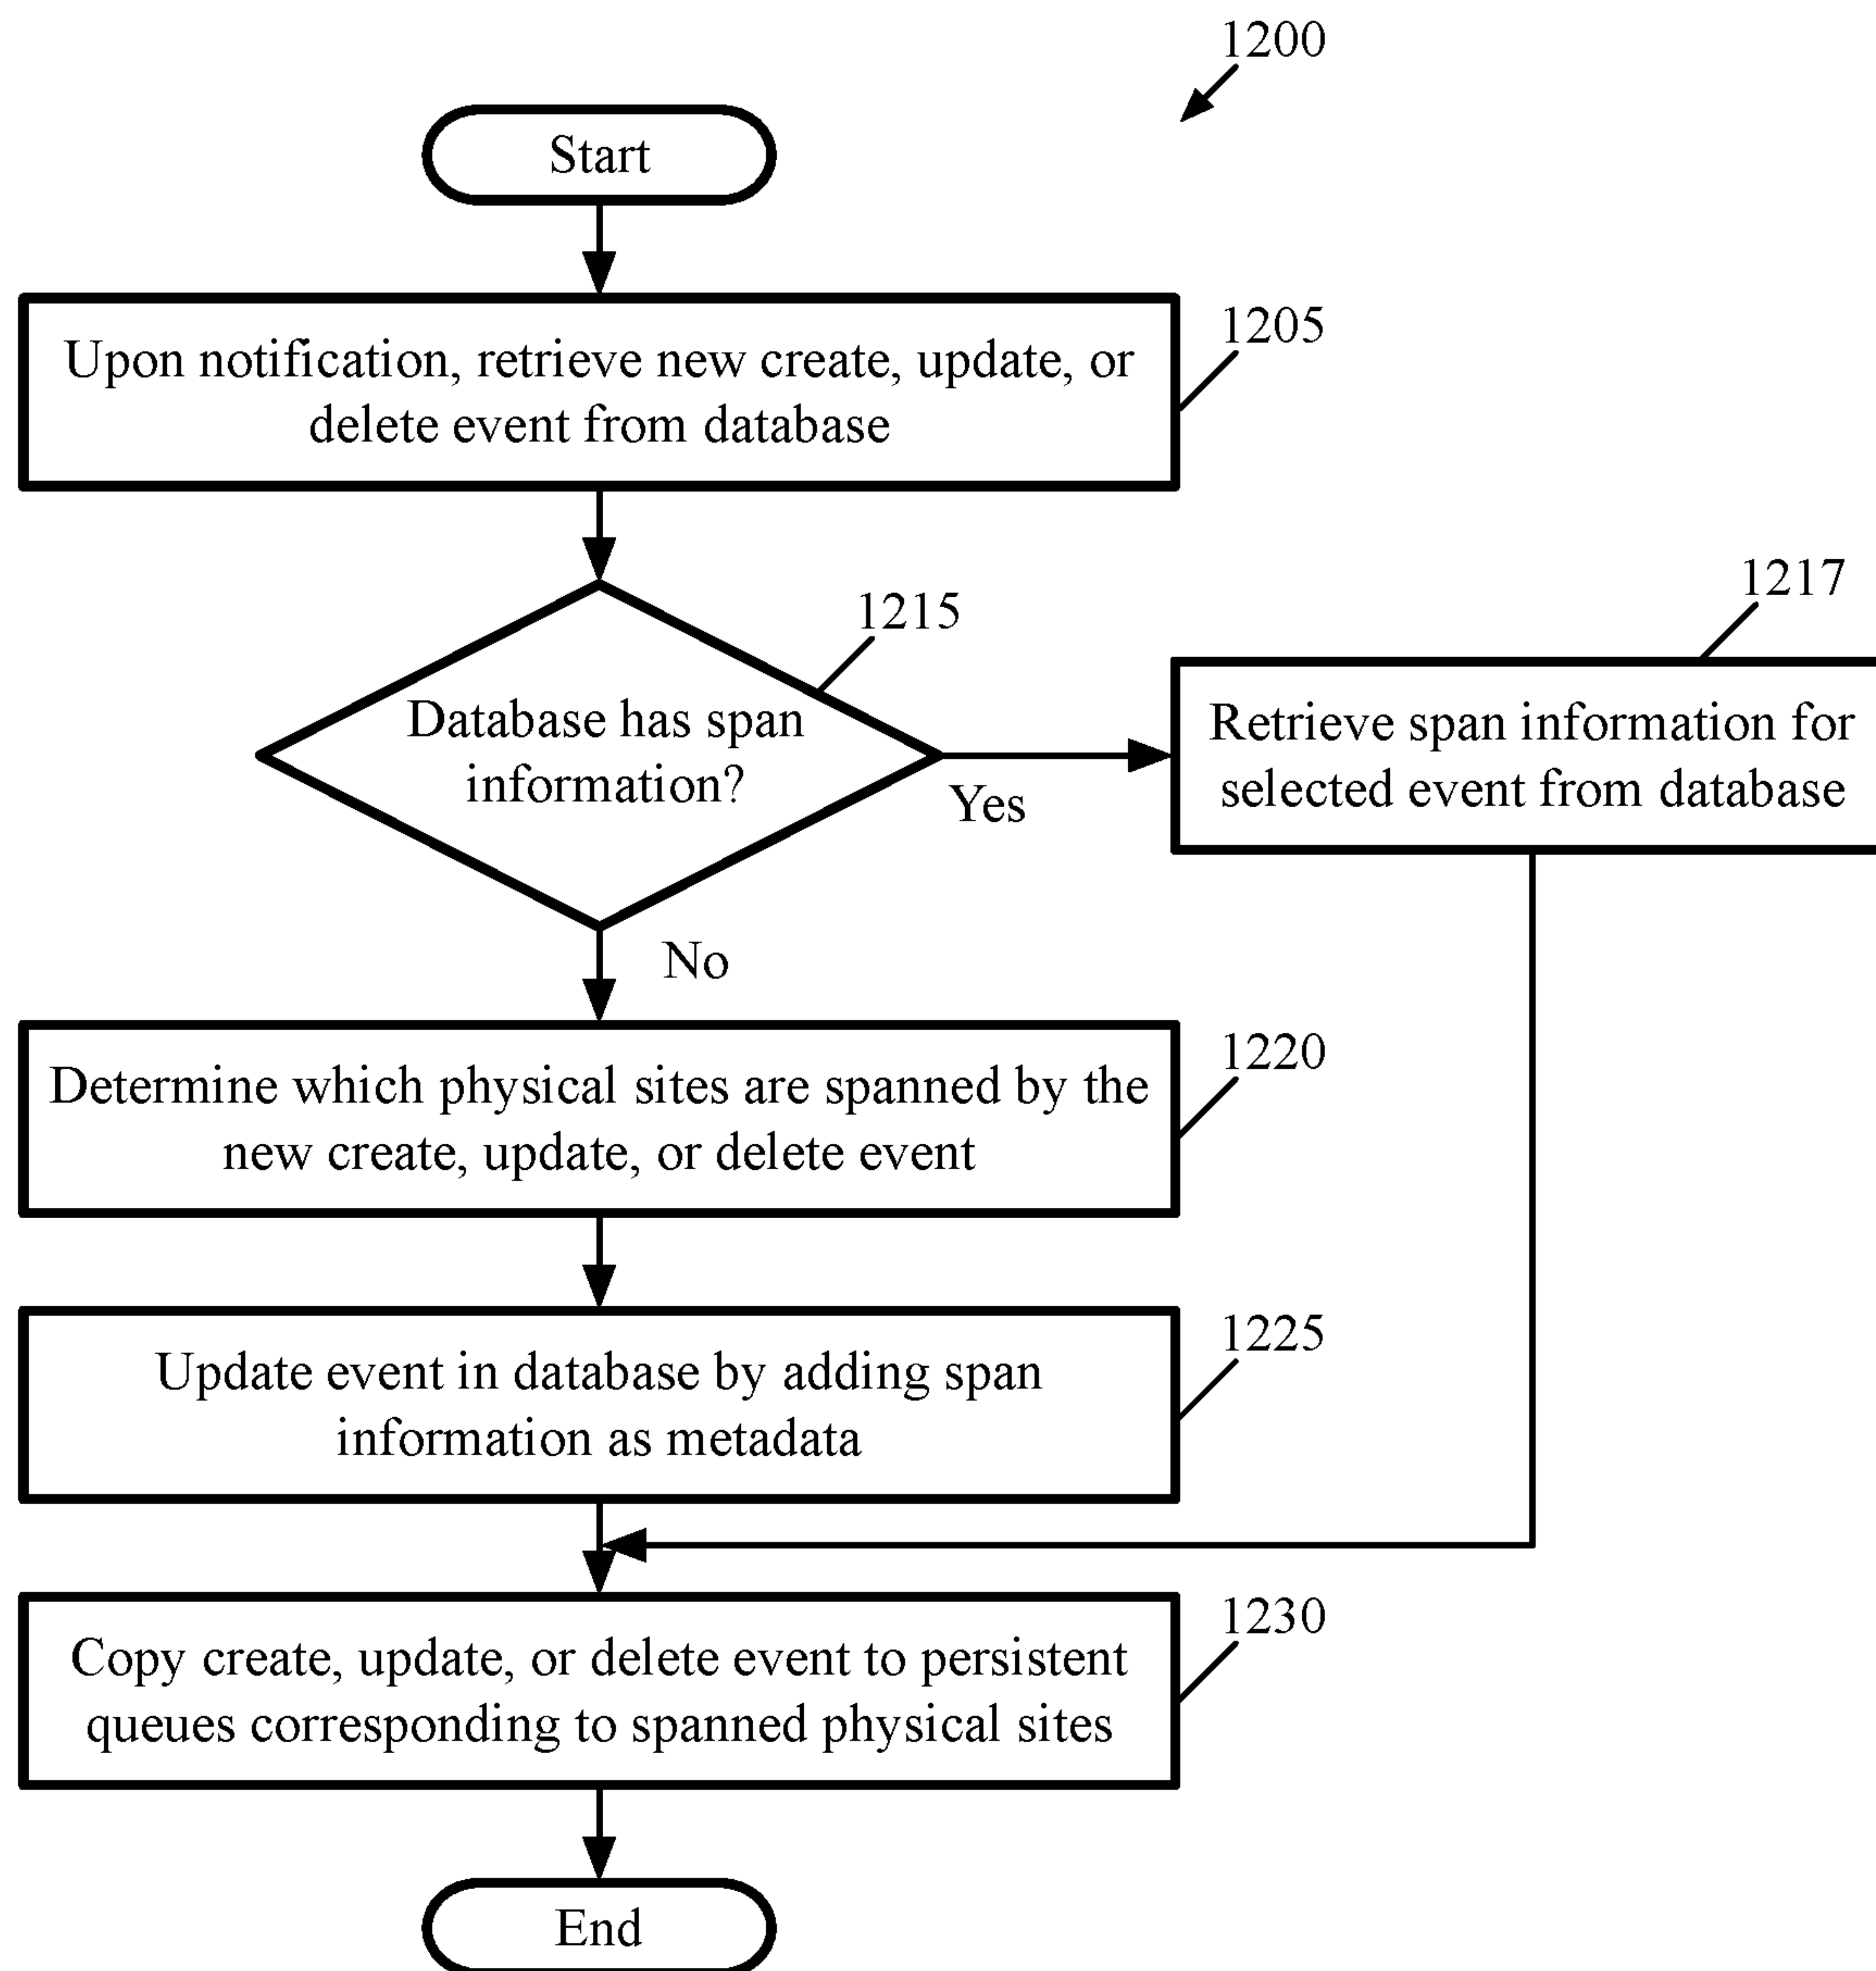 1200
Start
1205
Upon notification, retrieve new create, update, or
delete event from database
1215
Database has span
information?
Yes
1217
Retrieve span information for
selected event from database
No
1220
Determine which physical sites are spanned by the
new create, update, or delete event
1225
Update event in database by adding span
information as metadata
1230
Copy create, update, or delete event to persistent
queues corresponding to spanned physical sites
End